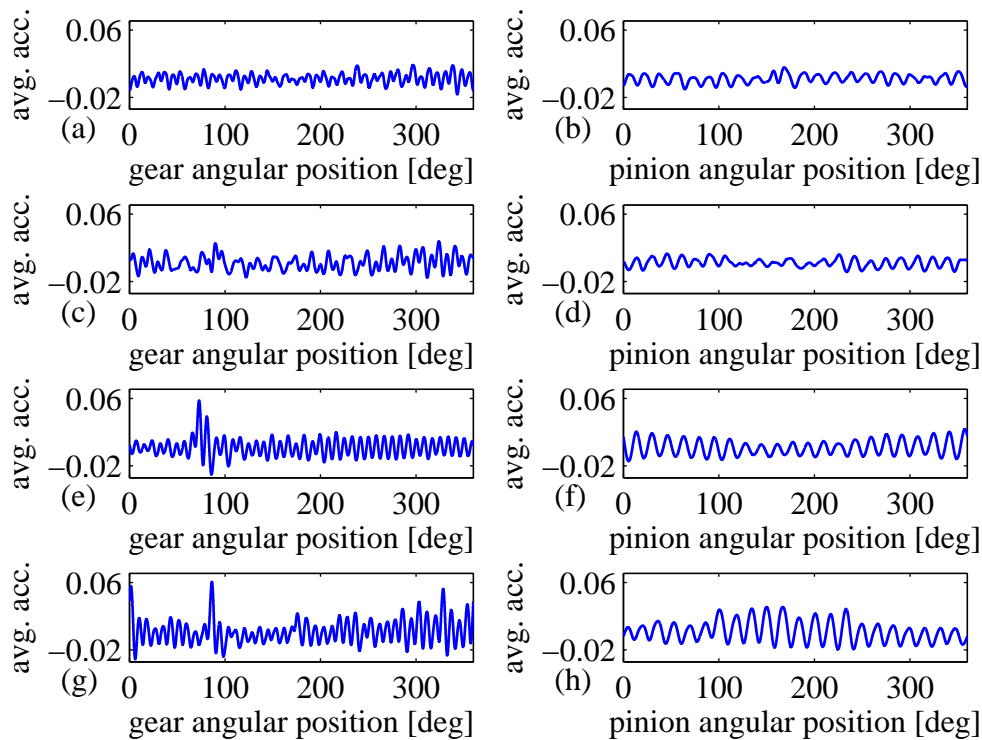 avg. acc.
0.06
−0.02
(a)
0 100 200 300
gear angular position [deg]
avg. acc.
0.06
−0.02
(b)
0 100 200 300
pinion angular position [deg]
avg. acc.
0.06
−0.02
(c)
0 100 200 300
gear angular position [deg]
avg. acc.
0.06
−0.02
(d)
0 100 200 300
pinion angular position [deg]
avg. acc.
0.06
−0.02
(e)
0 100 200 300
gear angular position [deg]
avg. acc.
0.06
−0.02
(f)
0 100 200 300
pinion angular position [deg]
avg. acc.
0.06
−0.02
(g)
0 100 200 300
gear angular position [deg]
avg. acc.
0.06
−0.02
(h)
0 100 200 300
pinion angular position [deg]